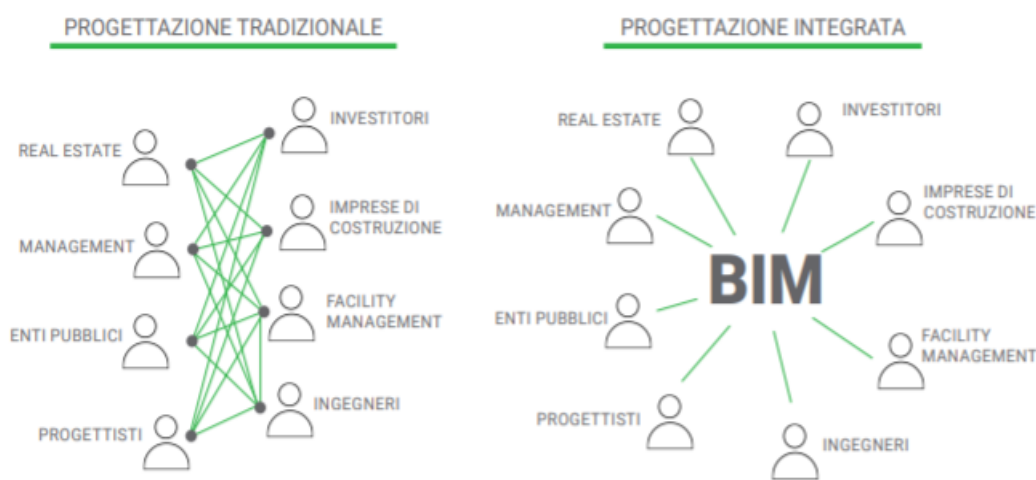 PROGETTAZIONE TRADIZIONALE
REAL ESTATE
INVESTITORI
MANAGEMENT
IMPRESE DI
COSTRUZIONE
ENTI PUBBLICI
FACILITY
MANAGEMENT
PROGETTISTI
INGEGNERI
PROGETTAZIONE INTEGRATA
REAL ESTATE
INVESTITORI
MANAGEMENT
IMPRESE DI
COSTRUZIONE
BIM
ENTI PUBBLICI
FACILITY
MANAGEMENT
PROGETTISTI
INGEGNERI